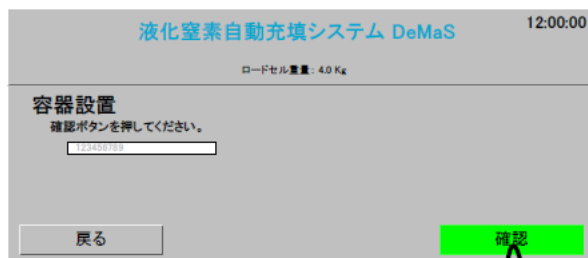 液化窒素自動充填システム DeMaS
12:00:00
ロードセル重量: 4.0 Kg
容器設置
確認ボタンを押してください。
123456789
戻る
確認